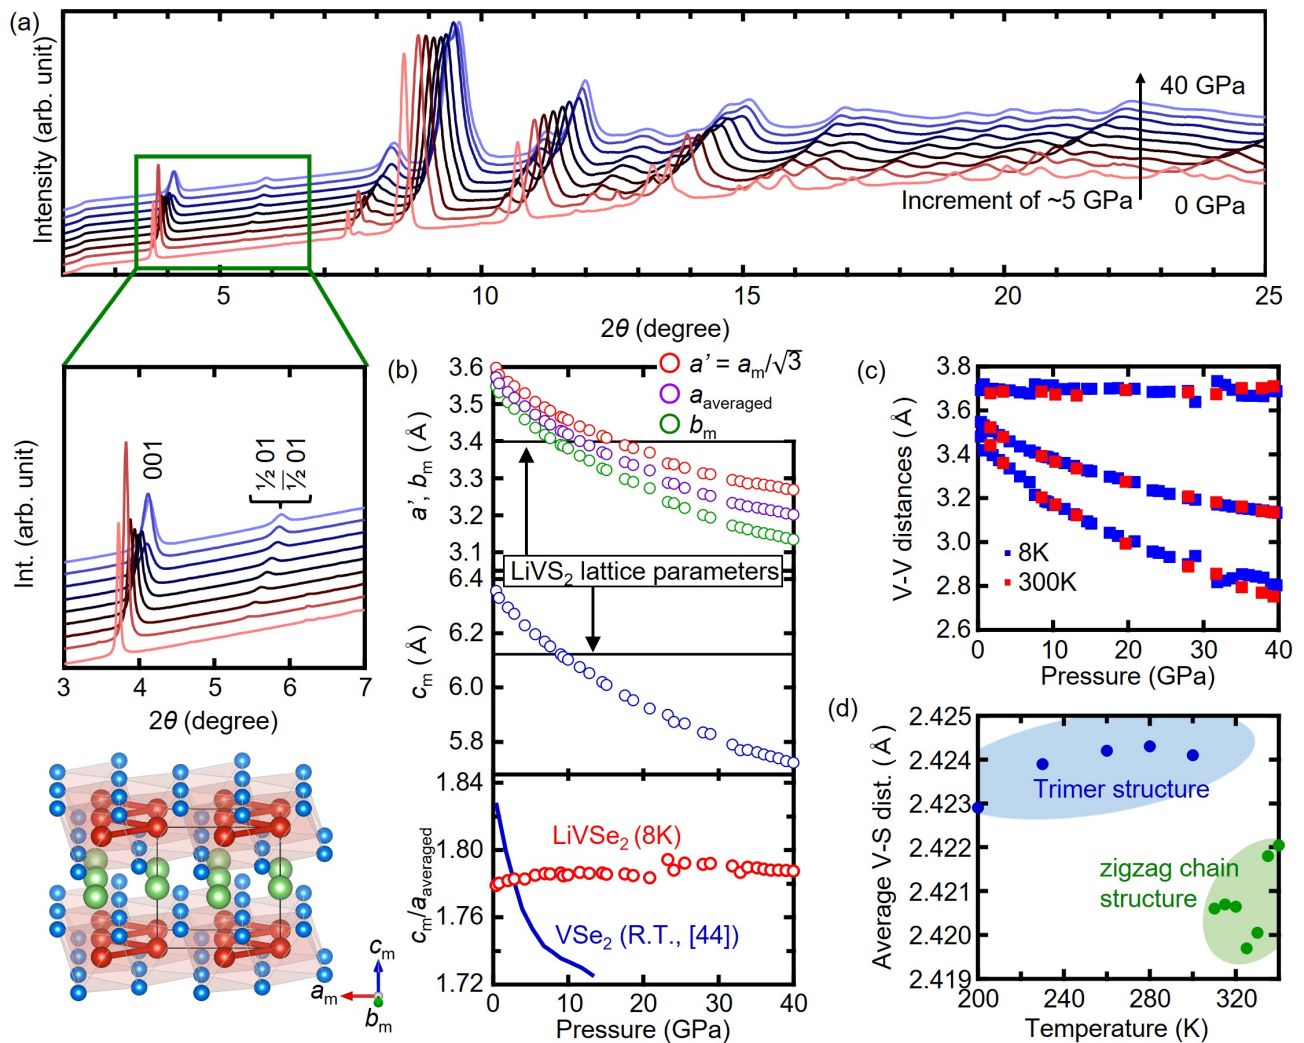 (a)
Intensity (arb. unit)
40 GPa
Increment of ~5 GPa
0 GPa
5
10
15
20
25
2θ (degree)
001
½ 01
½ 01
Int. (arb. unit)
3
4
5
6
7
2θ (degree)
a_m
c_m
b_m
(b)
a' = a_m/√3
a_averaged
b_m
3.6
3.5
3.4
3.3
3.2
3.1
a', b_m (Å)
LiVS₂ lattice parameters
6.4
6.2
6.0
5.8
c_m (Å)
1.84
1.80
1.76
1.72
c_m/a_averaged
LiVSe₂ (8K)
VSe₂ (R.T., [44])
0
10
20
30
40
Pressure (GPa)
(c)
3.8
3.6
3.4
3.2
3.0
2.8
2.6
V-V distances (Å)
8K
300K
0
10
20
30
40
Pressure (GPa)
(d)
2.425
2.424
2.423
2.422
2.421
2.420
2.419
Average V-S dist. (Å)
Trimer structure
zigzag chain
structure
200
240
280
320
Temperature (K)